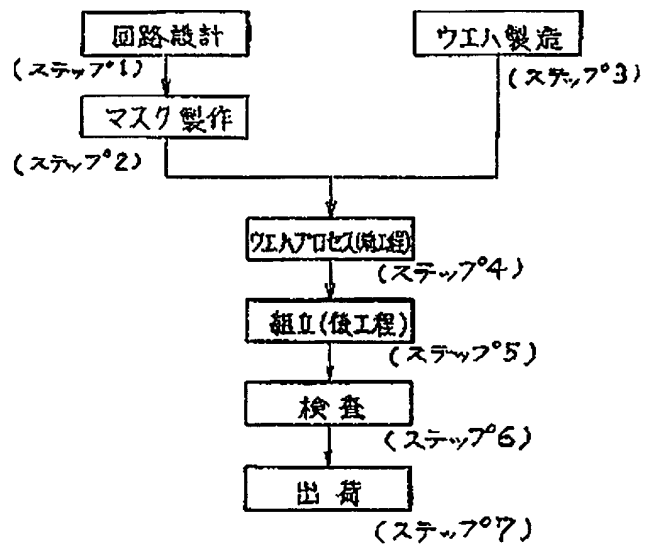 回路設計
ウエハ製造
(ステップ1)
(ステップ3)
マスク製作
(ステップ2)
ウエハプロセス(前工程)
(ステップ4)
組立(後工程)
(ステップ5)
検査
(ステップ6)
出荷
(ステップ7)